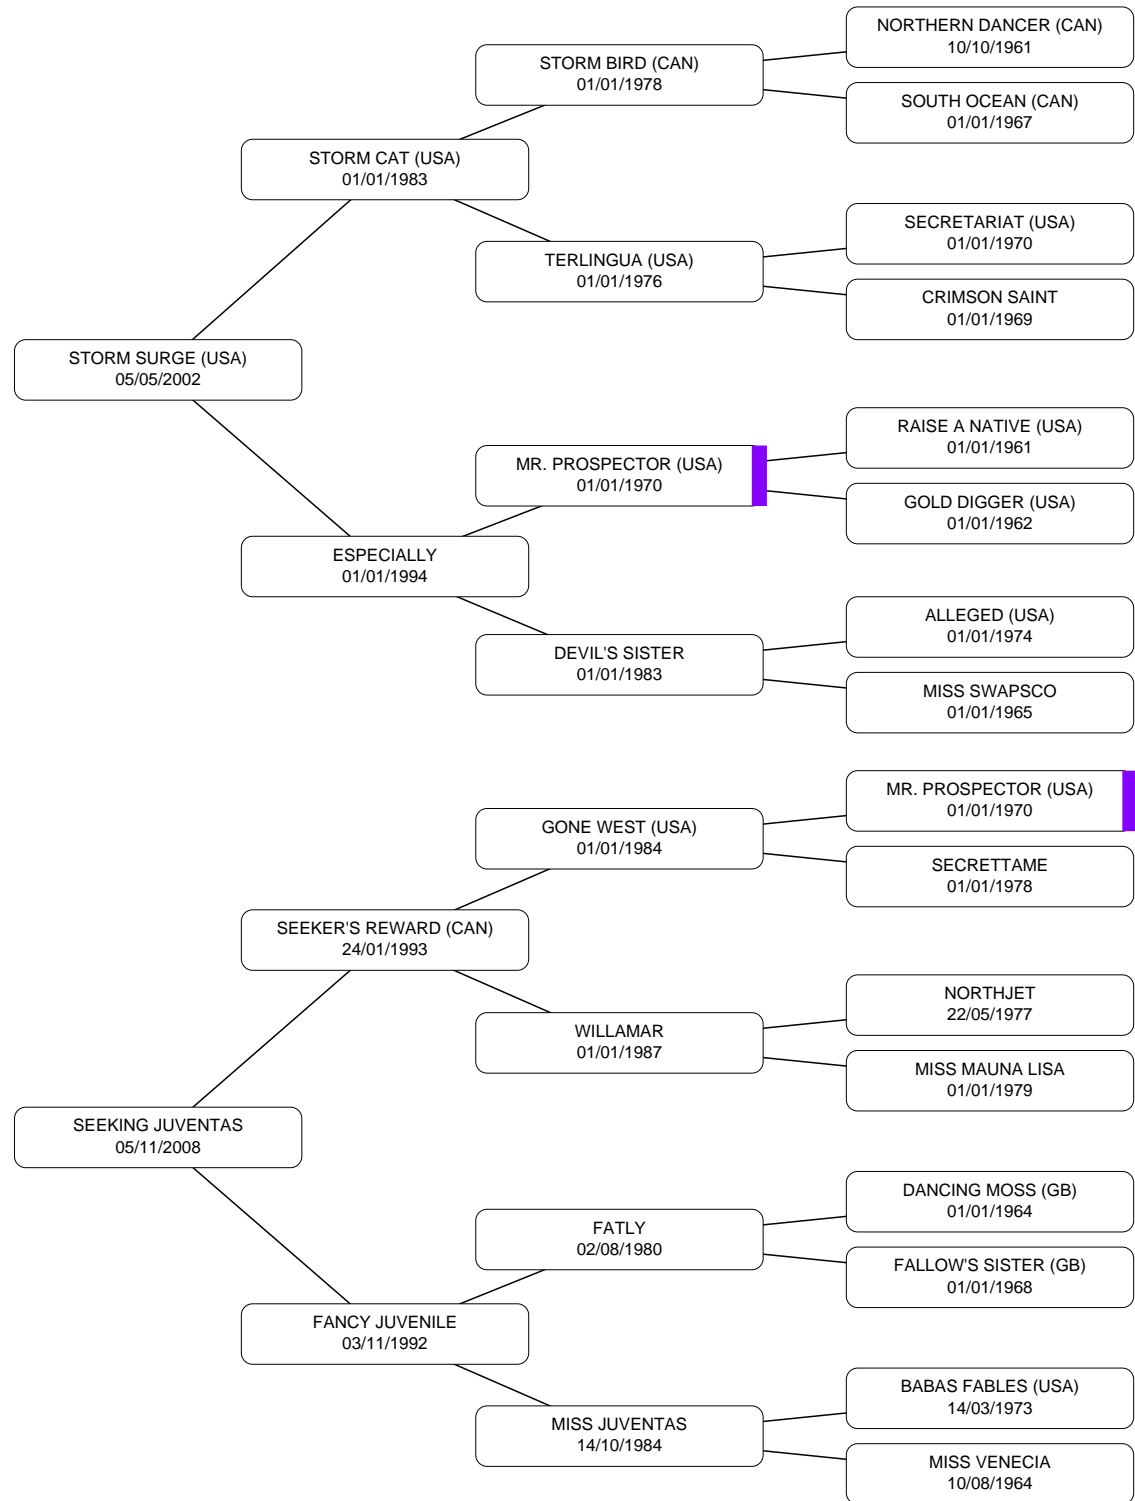 NORTHERN DANCER (CAN)
10/10/1961
STORM BIRD (CAN)
01/01/1978
SOUTH OCEAN (CAN)
01/01/1967
STORM CAT (USA)
01/01/1983
SECRETARIAT (USA)
01/01/1970
TERLINGUA (USA)
01/01/1976
CRIMSON SAINT
01/01/1969
STORM SURGE (USA)
05/05/2002
RAISE A NATIVE (USA)
01/01/1961
MR. PROSPECTOR (USA)
01/01/1970
GOLD DIGGER (USA)
01/01/1962
ESPECIALLY
01/01/1994
ALLEGED (USA)
01/01/1974
DEVIL'S SISTER
01/01/1983
MISS SWAPSCO
01/01/1965
MR. PROSPECTOR (USA)
01/01/1970
GONE WEST (USA)
01/01/1984
SECRETTAME
01/01/1978
SEEKER'S REWARD (CAN)
24/01/1993
NORTHJET
22/05/1977
WILLAMAR
01/01/1987
MISS MAUNA LISA
01/01/1979
SEEKING JUVENTAS
05/11/2008
DANCING MOSS (GB)
01/01/1964
FATLY
02/08/1980
FALLOW'S SISTER (GB)
01/01/1968
FANCY JUVENILE
03/11/1992
BABAS FABLES (USA)
14/03/1973
MISS JUVENTAS
14/10/1984
MISS VENECIA
10/08/1964